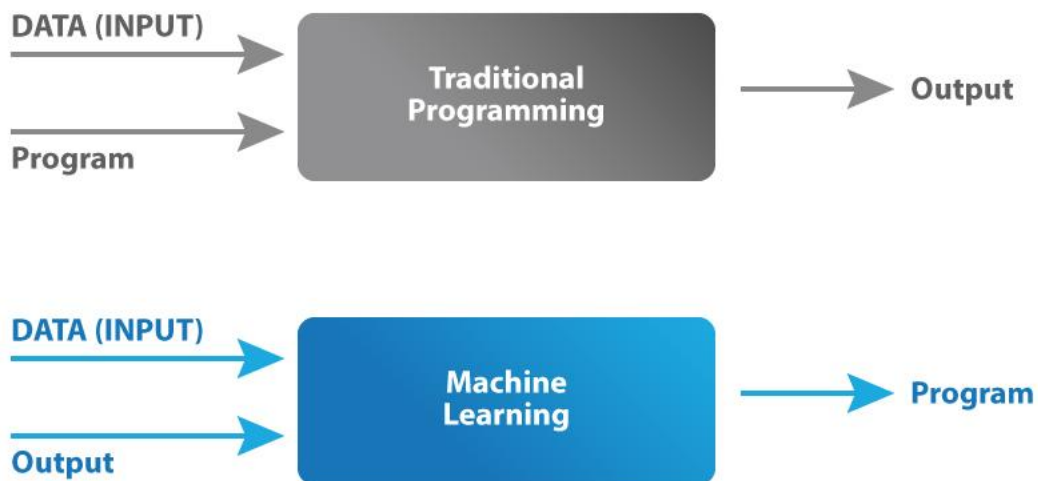 DATA (INPUT)
Program
Traditional
Programming
Output
DATA (INPUT)
Output
Machine
Learning
Program